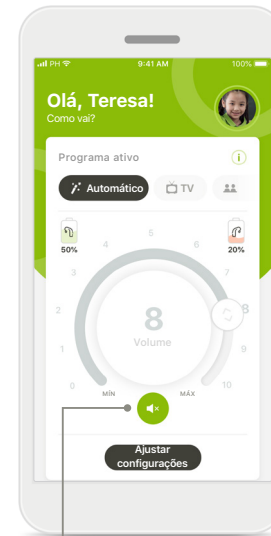 PH 9:41 AM 100%
Olá, Teresa!
Como vai?
Programa ativo i
Automático TV
50% 20%
5
4 6
3 7
2 8 8
Volume
1 9
0 10
MÍN MÁX
Ajustar
configurações